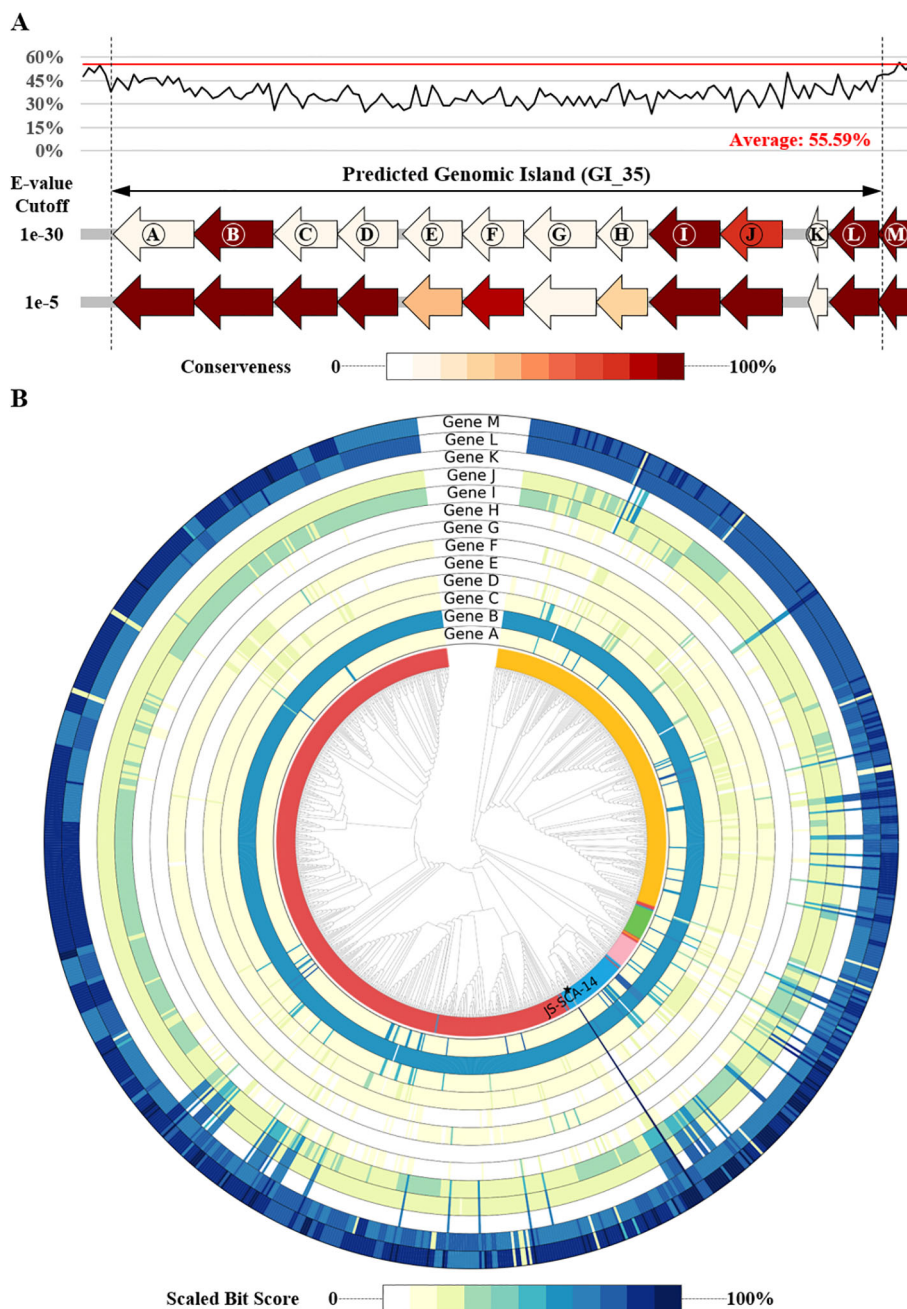 A
60%
45%
30%
15%
0%
Average: 55.59%
E-value
Cutoff
Predicted Genomic Island (GI_35)
1e-30
A B C D E F G H I J K L M
1e-5
Conserveness 0 100%
B
Gene M
Gene L
Gene K
Gene J
Gene I
Gene H
Gene G
Gene F
Gene E
Gene D
Gene C
Gene B
Gene A
JS-SCA-14
Scaled Bit Score 0 100%